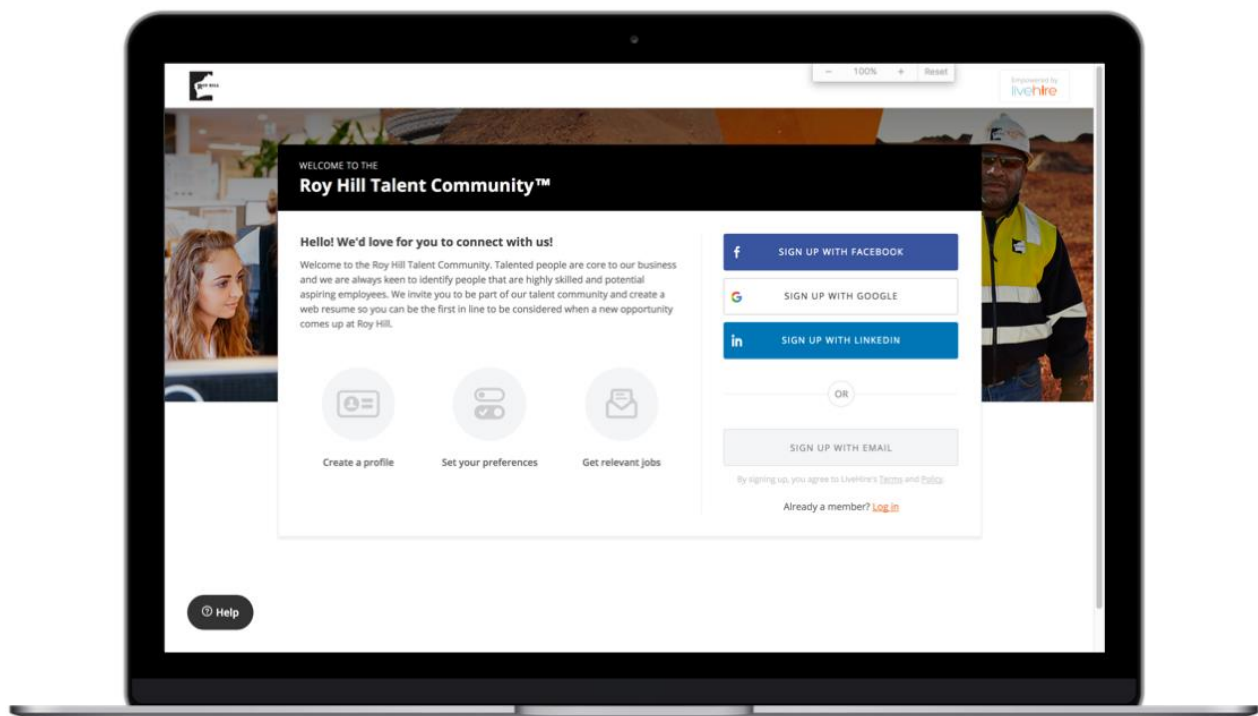 ROY HILL
− 100% + Reset
Empowered by
livehire
WELCOME TO THE
Roy Hill Talent Community™
Hello! We'd love for you to connect with us!
Welcome to the Roy Hill Talent Community. Talented people are core to our business
and we are always keen to identify people that are highly skilled and potential
aspiring employees. We invite you to be part of our talent community and create a
web resume so you can be the first in line to be considered when a new opportunity
comes up at Roy Hill.
Create a profile
Set your preferences
Get relevant jobs
f SIGN UP WITH FACEBOOK
G SIGN UP WITH GOOGLE
in SIGN UP WITH LINKEDIN
OR
SIGN UP WITH EMAIL
By signing up, you agree to LiveHire's Terms and Policy.
Already a member? Log in
? Help